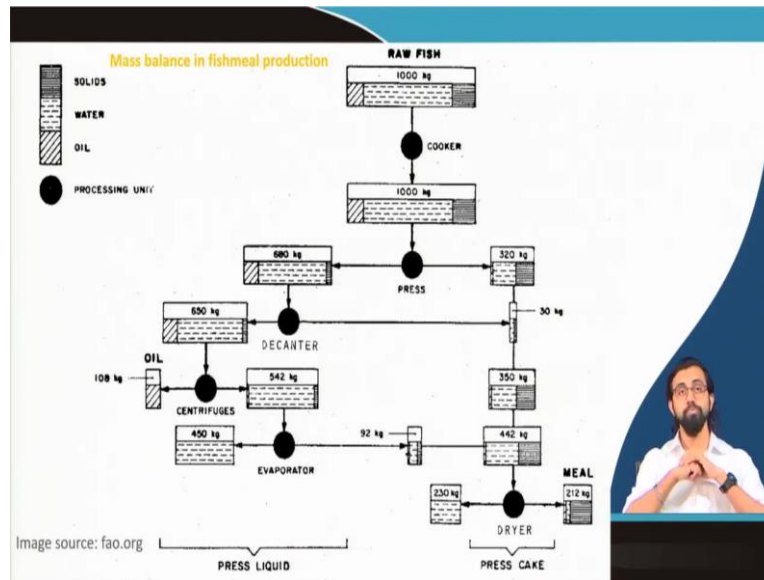 Mass balance in fishmeal production
RAW FISH
1000 kg
SOLIDS
WATER
OIL
PROCESSING UNIV
COOKER
1000 kg
680 kg
320 kg
PRESS
30 kg
650 kg
DECANTER
OIL
108 kg
542 kg
350 kg
CENTRIFUGES
450 kg
92 kg
442 kg
EVAPORATOR
MEAL
230 kg
212 kg
DRYER
Image source: fao.org
PRESS LIQUID
PRESS CAKE